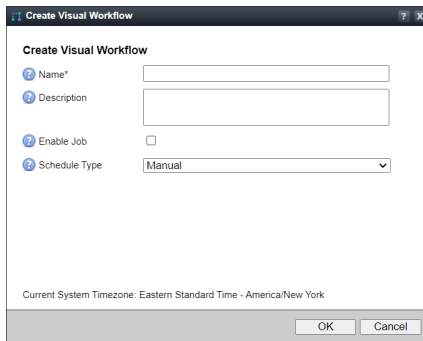 Create Visual Workflow ? X
Create Visual Workflow
? Name*
? Description
? Enable Job
? Schedule Type Manual
Current System Timezone: Eastern Standard Time - America/New York
OK Cancel